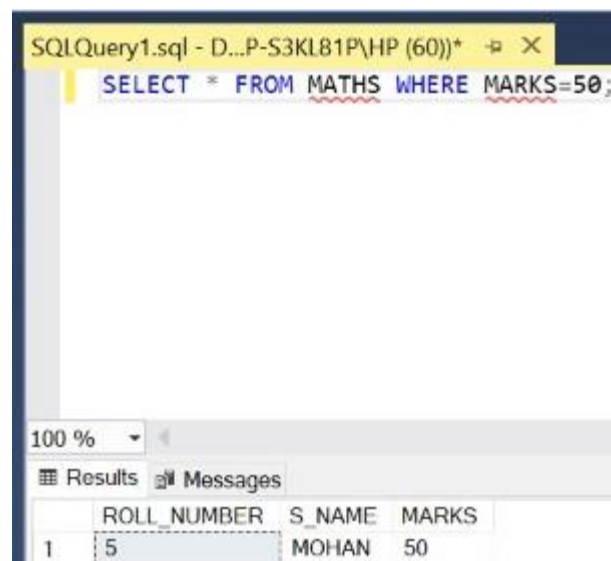 SQLQuery1.sql - D...P-S3KL81P\HP (60))*
SELECT * FROM MATHS WHERE MARKS=50;
100 %
Results Messages
ROLL_NUMBER S_NAME MARKS
1 5 MOHAN 50